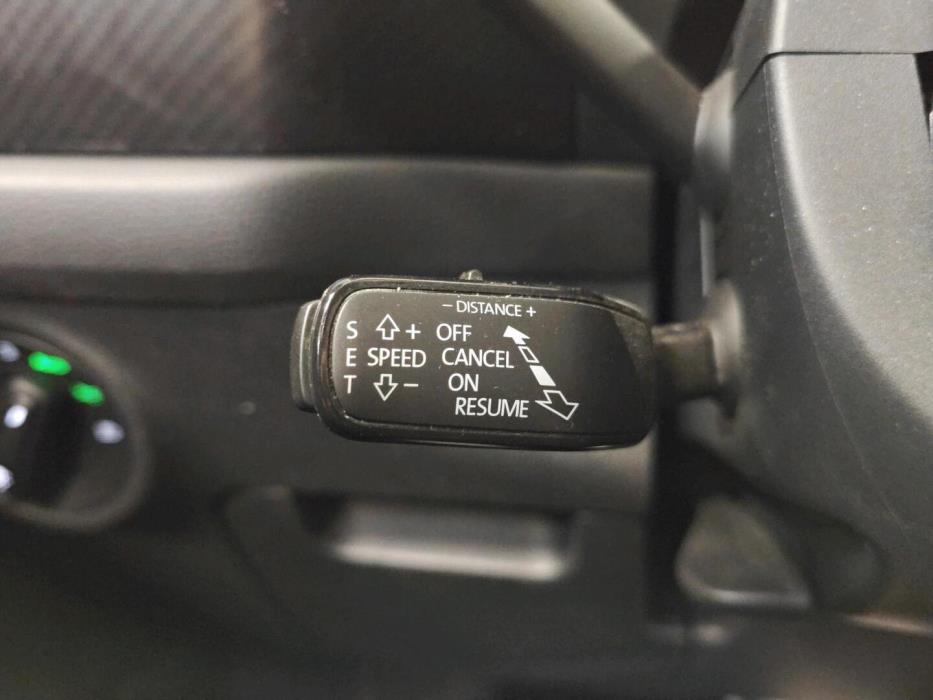 – DISTANCE +
S + OFF
E SPEED CANCEL
T – ON
RESUME